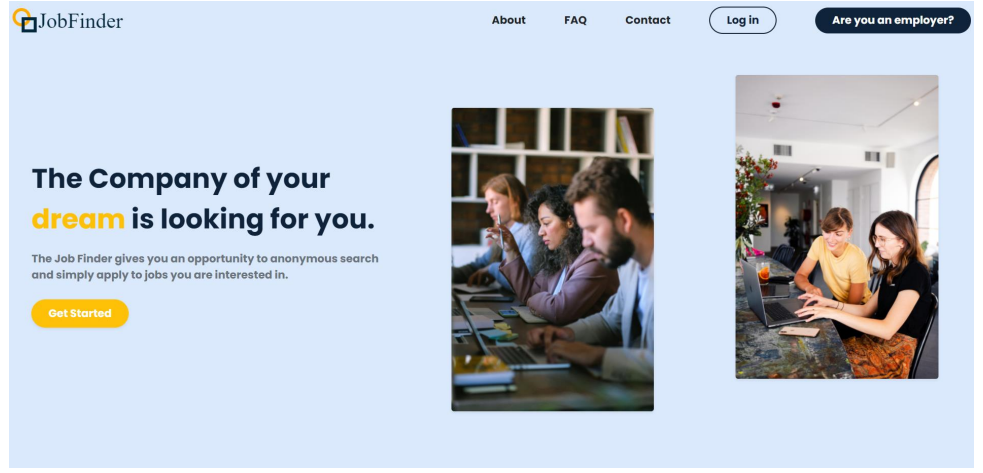 JobFinder
About
FAQ
Contact
Log in
Are you an employer?
The Company of your
dream is looking for you.
The Job Finder gives you an opportunity to anonymous search
and simply apply to jobs you are interested in.
Get Started